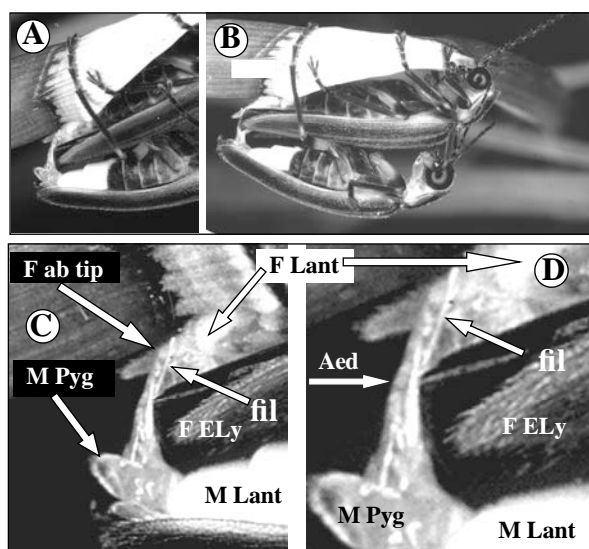 A
B
F ab tip
F Lant
D
C
Aed
fil
M Pyg
fil
F ELy
F ELy
M Lant
M Pyg
M Lant